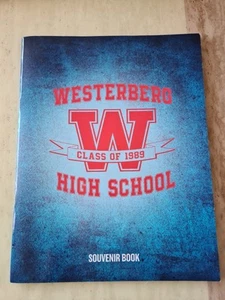 WESTERBERG
W
CLASS OF 1989
HIGH SCHOOL
SOUVENIR BOOK